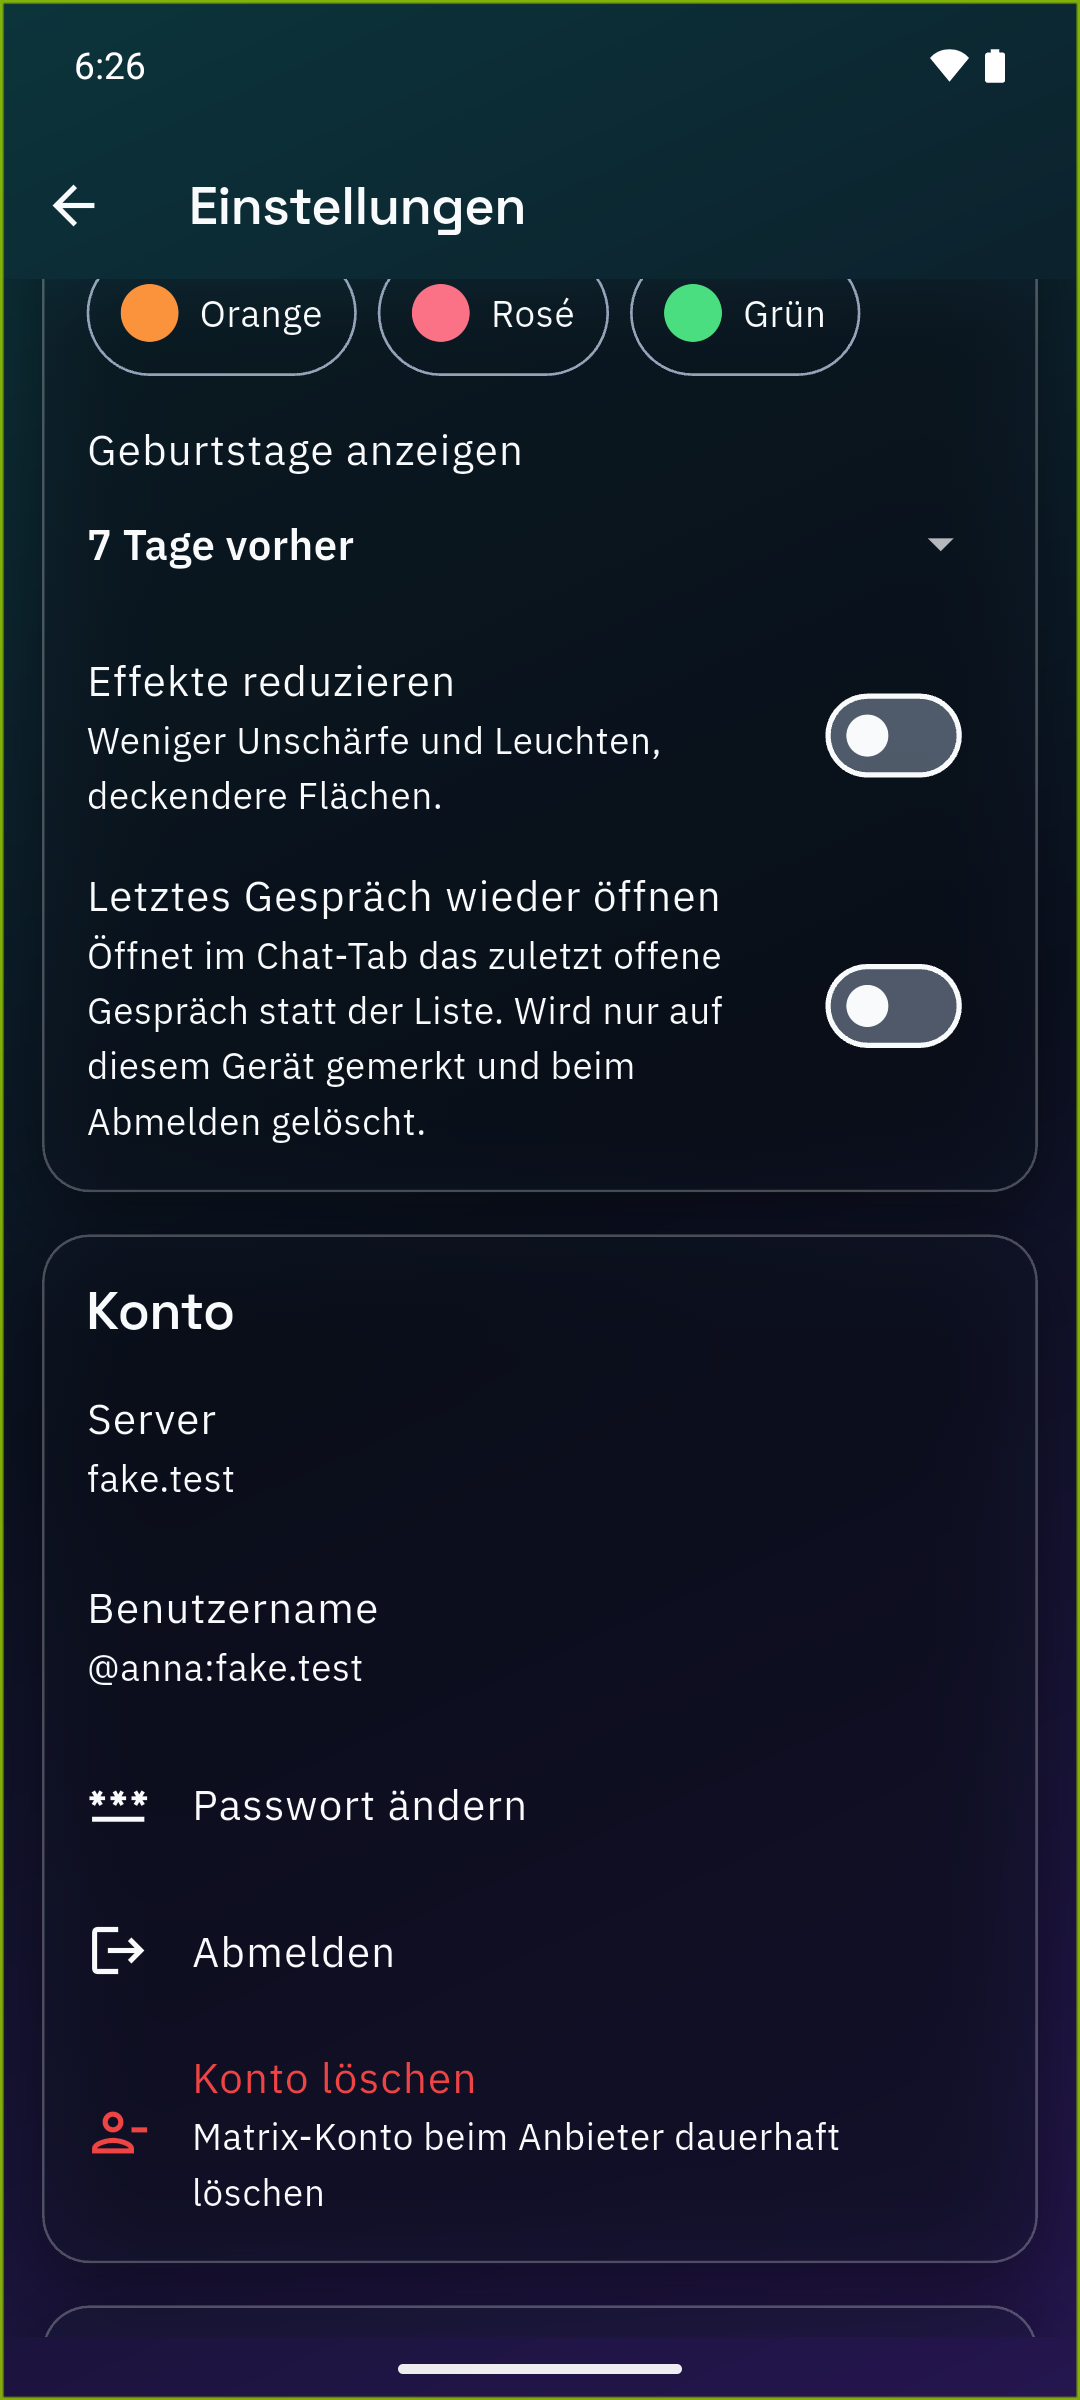 6:26
Einstellungen
Orange
Rosé
Grün
Geburtstage anzeigen
7 Tage vorher
Effekte reduzieren
Weniger Unschärfe und Leuchten,
deckendere Flächen.
Letztes Gespräch wieder öffnen
Öffnet im Chat-Tab das zuletzt offene
Gespräch statt der Liste. Wird nur auf
diesem Gerät gemerkt und beim
Abmelden gelöscht.
Konto
Server
fake.test
Benutzername
@anna:fake.test
Passwort ändern
Abmelden
Konto löschen
Matrix-Konto beim Anbieter dauerhaft
löschen